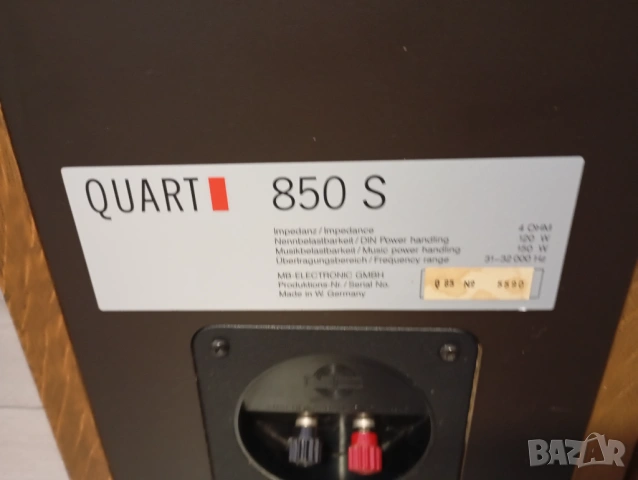 QUART 850 S
Impedanz / Impedance 4 OHM
Nennbelastbarkeit / DIN Power handling 120 W
Musikbelastbarkeit / Music power handling 150 W
Übertragungsbereich / Frequency range 31–32 000 Hz
MB-ELECTRONIC GMBH
Produktions-Nr. / Serial No.
Made in W. Germany
Nº
BAZAR